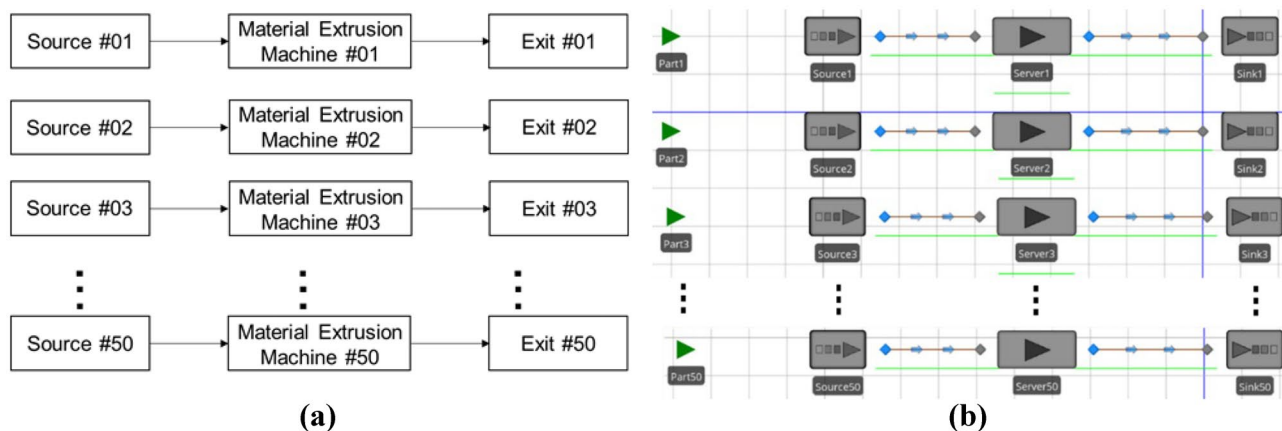 Source #01
Material Extrusion
Machine #01
Exit #01
Source #02
Material Extrusion
Machine #02
Exit #02
Source #03
Material Extrusion
Machine #03
Exit #03
Source #50
Material Extrusion
Machine #50
Exit #50
(a)
Part1
Source1
Server1
Sink1
Part2
Source2
Server2
Sink2
Part3
Source3
Server3
Sink3
Part50
Source50
Server50
Sink50
(b)